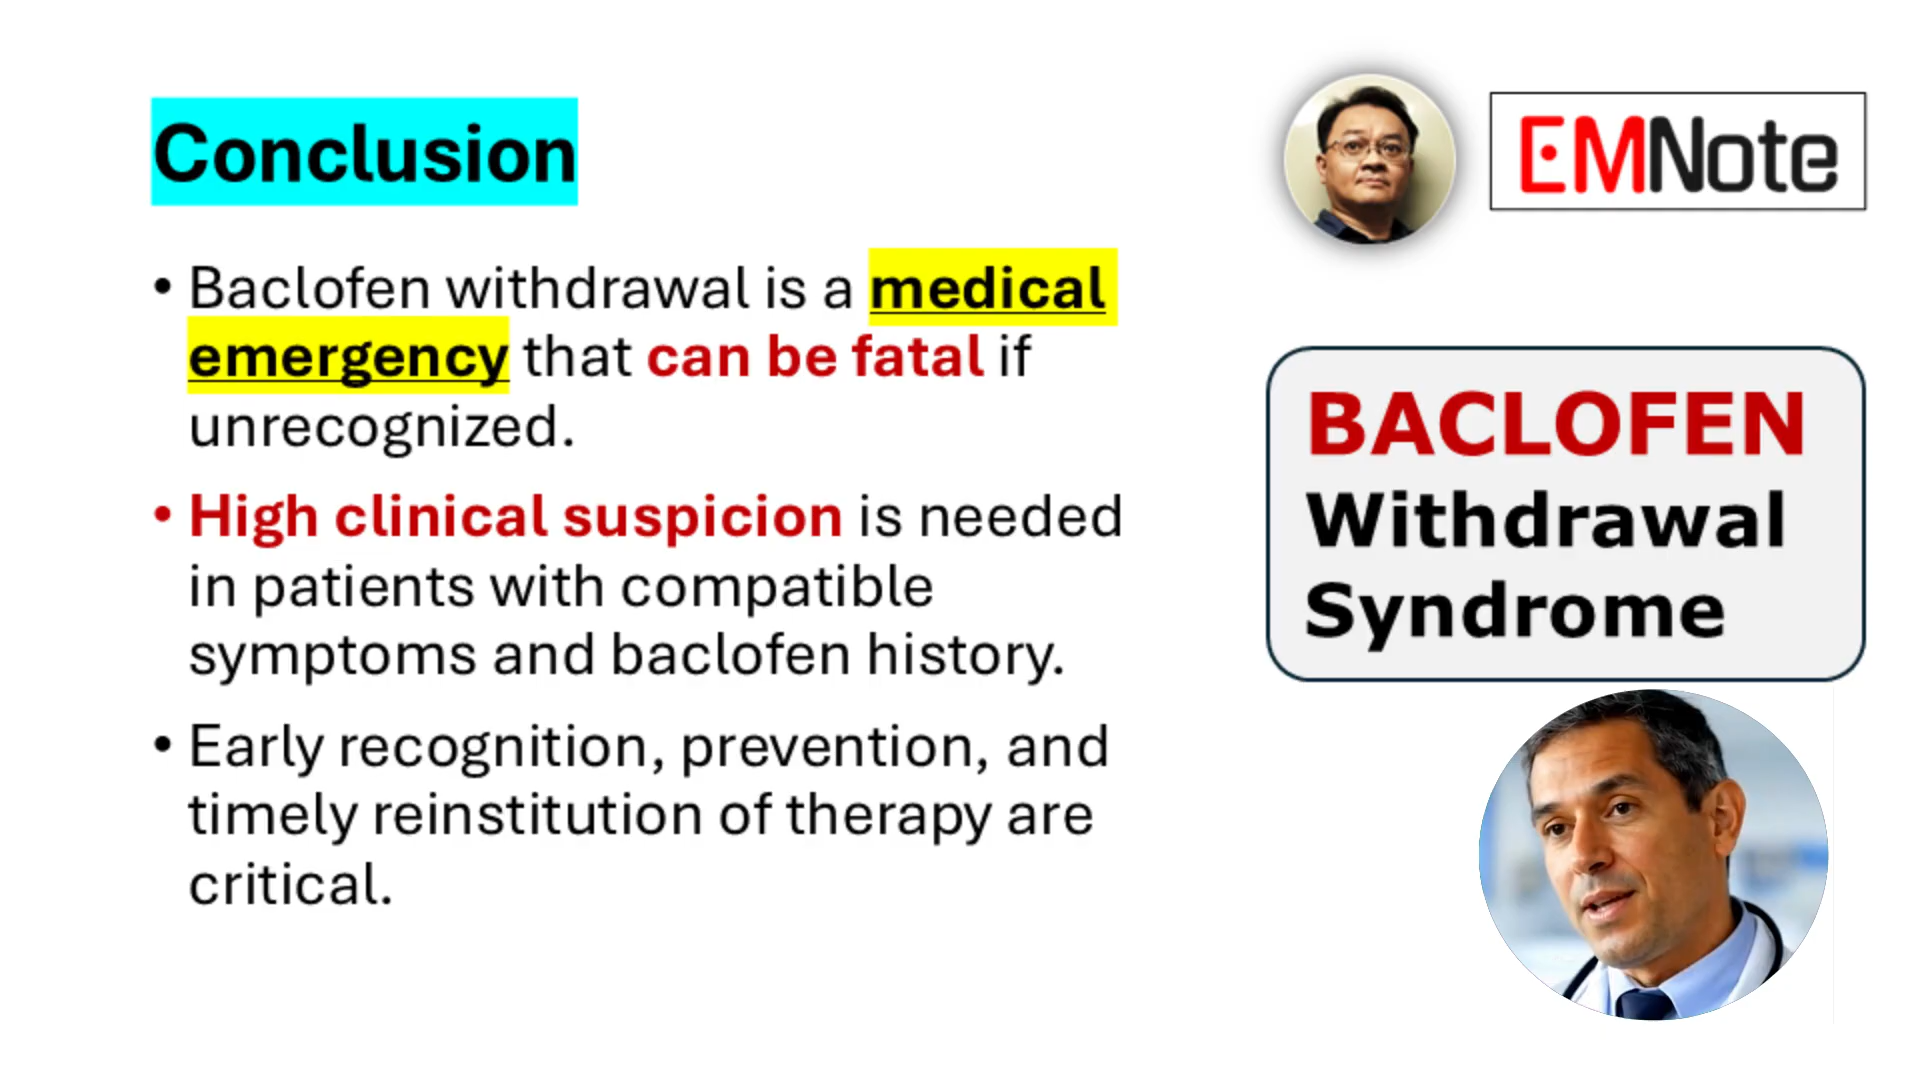 Conclusion
• Baclofen withdrawal is a medical
emergency that can be fatal if
unrecognized.
• High clinical suspicion is needed
in patients with compatible
symptoms and baclofen history.
• Early recognition, prevention, and
timely reinstitution of therapy are
critical.
EMNote
BACLOFEN
Withdrawal
Syndrome